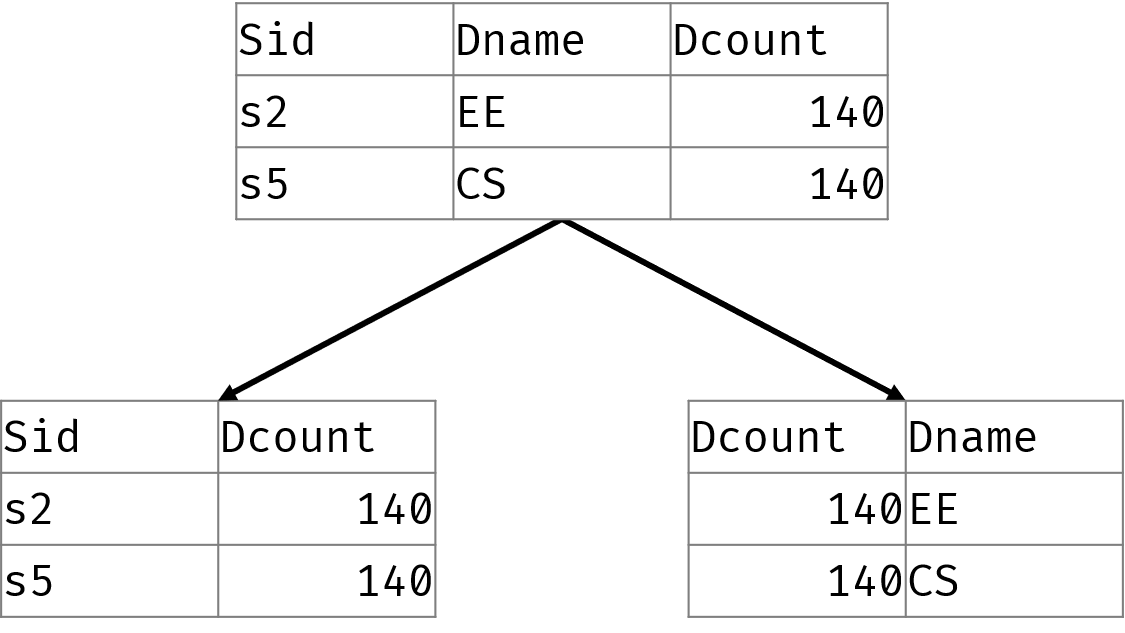 Sid Dname Dcount
s2 EE 140
s5 CS 140
Sid Dcount
s2 140
s5 140
Dcount Dname
140 EE
140 CS